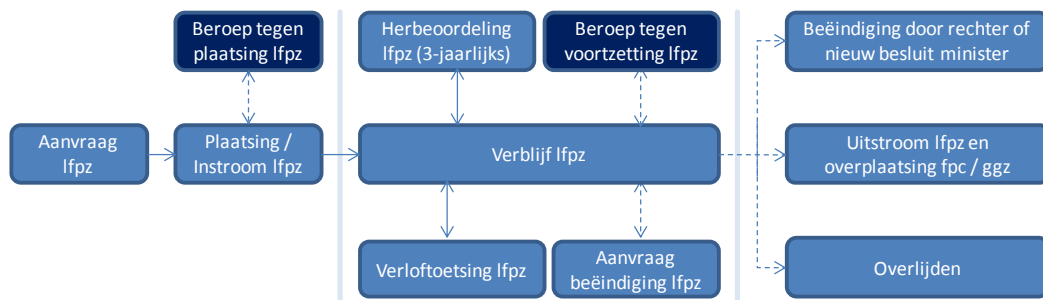 Beroep tegen
plaatsing lfpz
Herbeoordeling
lfpz (3-jaarlijks)
Beroep tegen
voortzetting lfpz
Beëindiging door rechter of
nieuw besluit minister
Aanvraag
lfpz
Plaatsing /
Instroom lfpz
Verblijf lfpz
Uitstroom lfpz en
overplaatsing fpc / ggz
Verloftoetsing lfpz
Aanvraag
beëindiging lfpz
Overlijden